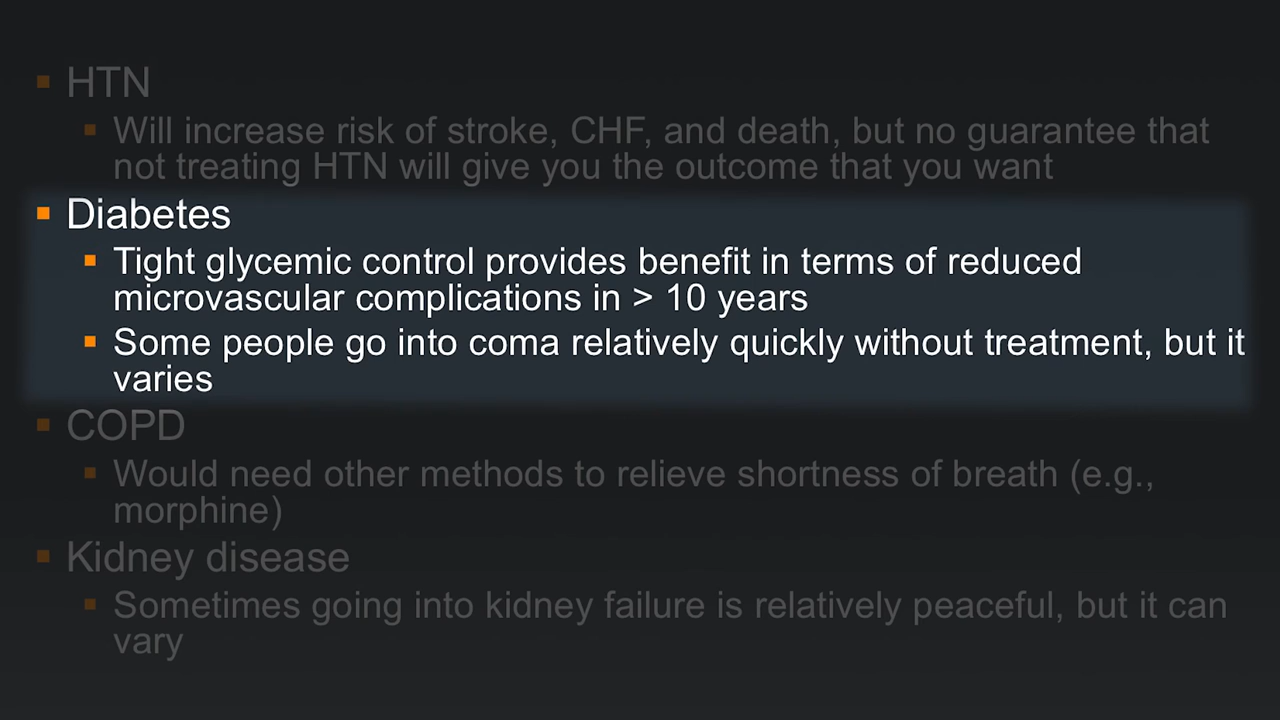 HTN
Will increase risk of stroke, CHF, and death, but no guarantee that
not treating HTN will give you the outcome that you want
Diabetes
Tight glycemic control provides benefit in terms of reduced
microvascular complications in > 10 years
Some people go into coma relatively quickly without treatment, but it
varies
COPD
Would need other methods to relieve shortness of breath (e.g.,
morphine)
Kidney disease
Sometimes going into kidney failure is relatively peaceful, but it can
vary